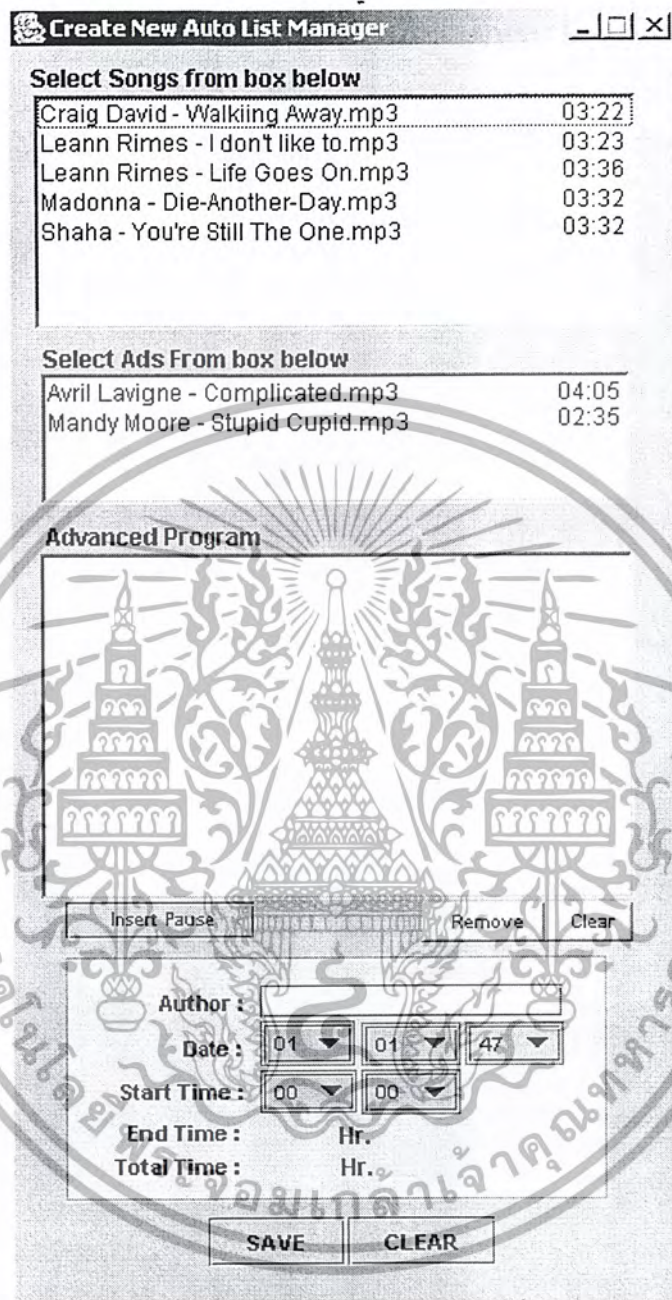 Create New Auto List Manager
Select Songs from box below
Craig David - Walkiing Away.mp3 03:22
Leann Rimes - I don't like to.mp3 03:23
Leann Rimes - Life Goes On.mp3 03:36
Madonna - Die-Another-Day.mp3 03:32
Shaha - You're Still The One.mp3 03:32
Select Ads From box below
Avril Lavigne - Complicated.mp3 04:05
Mandy Moore - Stupid Cupid.mp3 02:35
Advanced Program
Insert Pause Remove Clear
Author :
Date : 01 01 47
Start Time : 00 00
End Time : Hr.
Total Time : Hr.
SAVE CLEAR